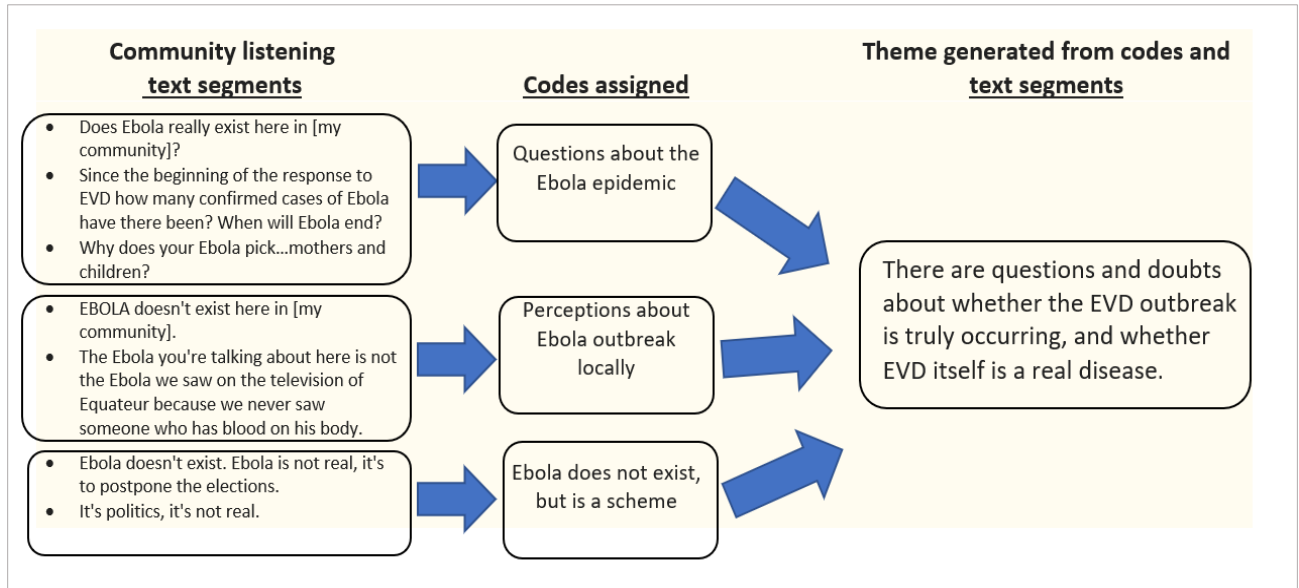 Community listening
text segments
Codes assigned
Theme generated from codes and
text segments
• Does Ebola really exist here in [my
community]?
• Since the beginning of the response to
EVD how many confirmed cases of Ebola
have there been? When will Ebola end?
• Why does your Ebola pick...mothers and
children?
Questions about the
Ebola epidemic
• EBOLA doesn't exist here in [my
community].
• The Ebola you're talking about here is not
the Ebola we saw on the television of
Equateur because we never saw
someone who has blood on his body.
Perceptions about
Ebola outbreak
locally
• Ebola doesn't exist. Ebola is not real, it's
to postpone the elections.
• It's politics, it's not real.
Ebola does not exist,
but is a scheme
There are questions and doubts
about whether the EVD outbreak
is truly occurring, and whether
EVD itself is a real disease.